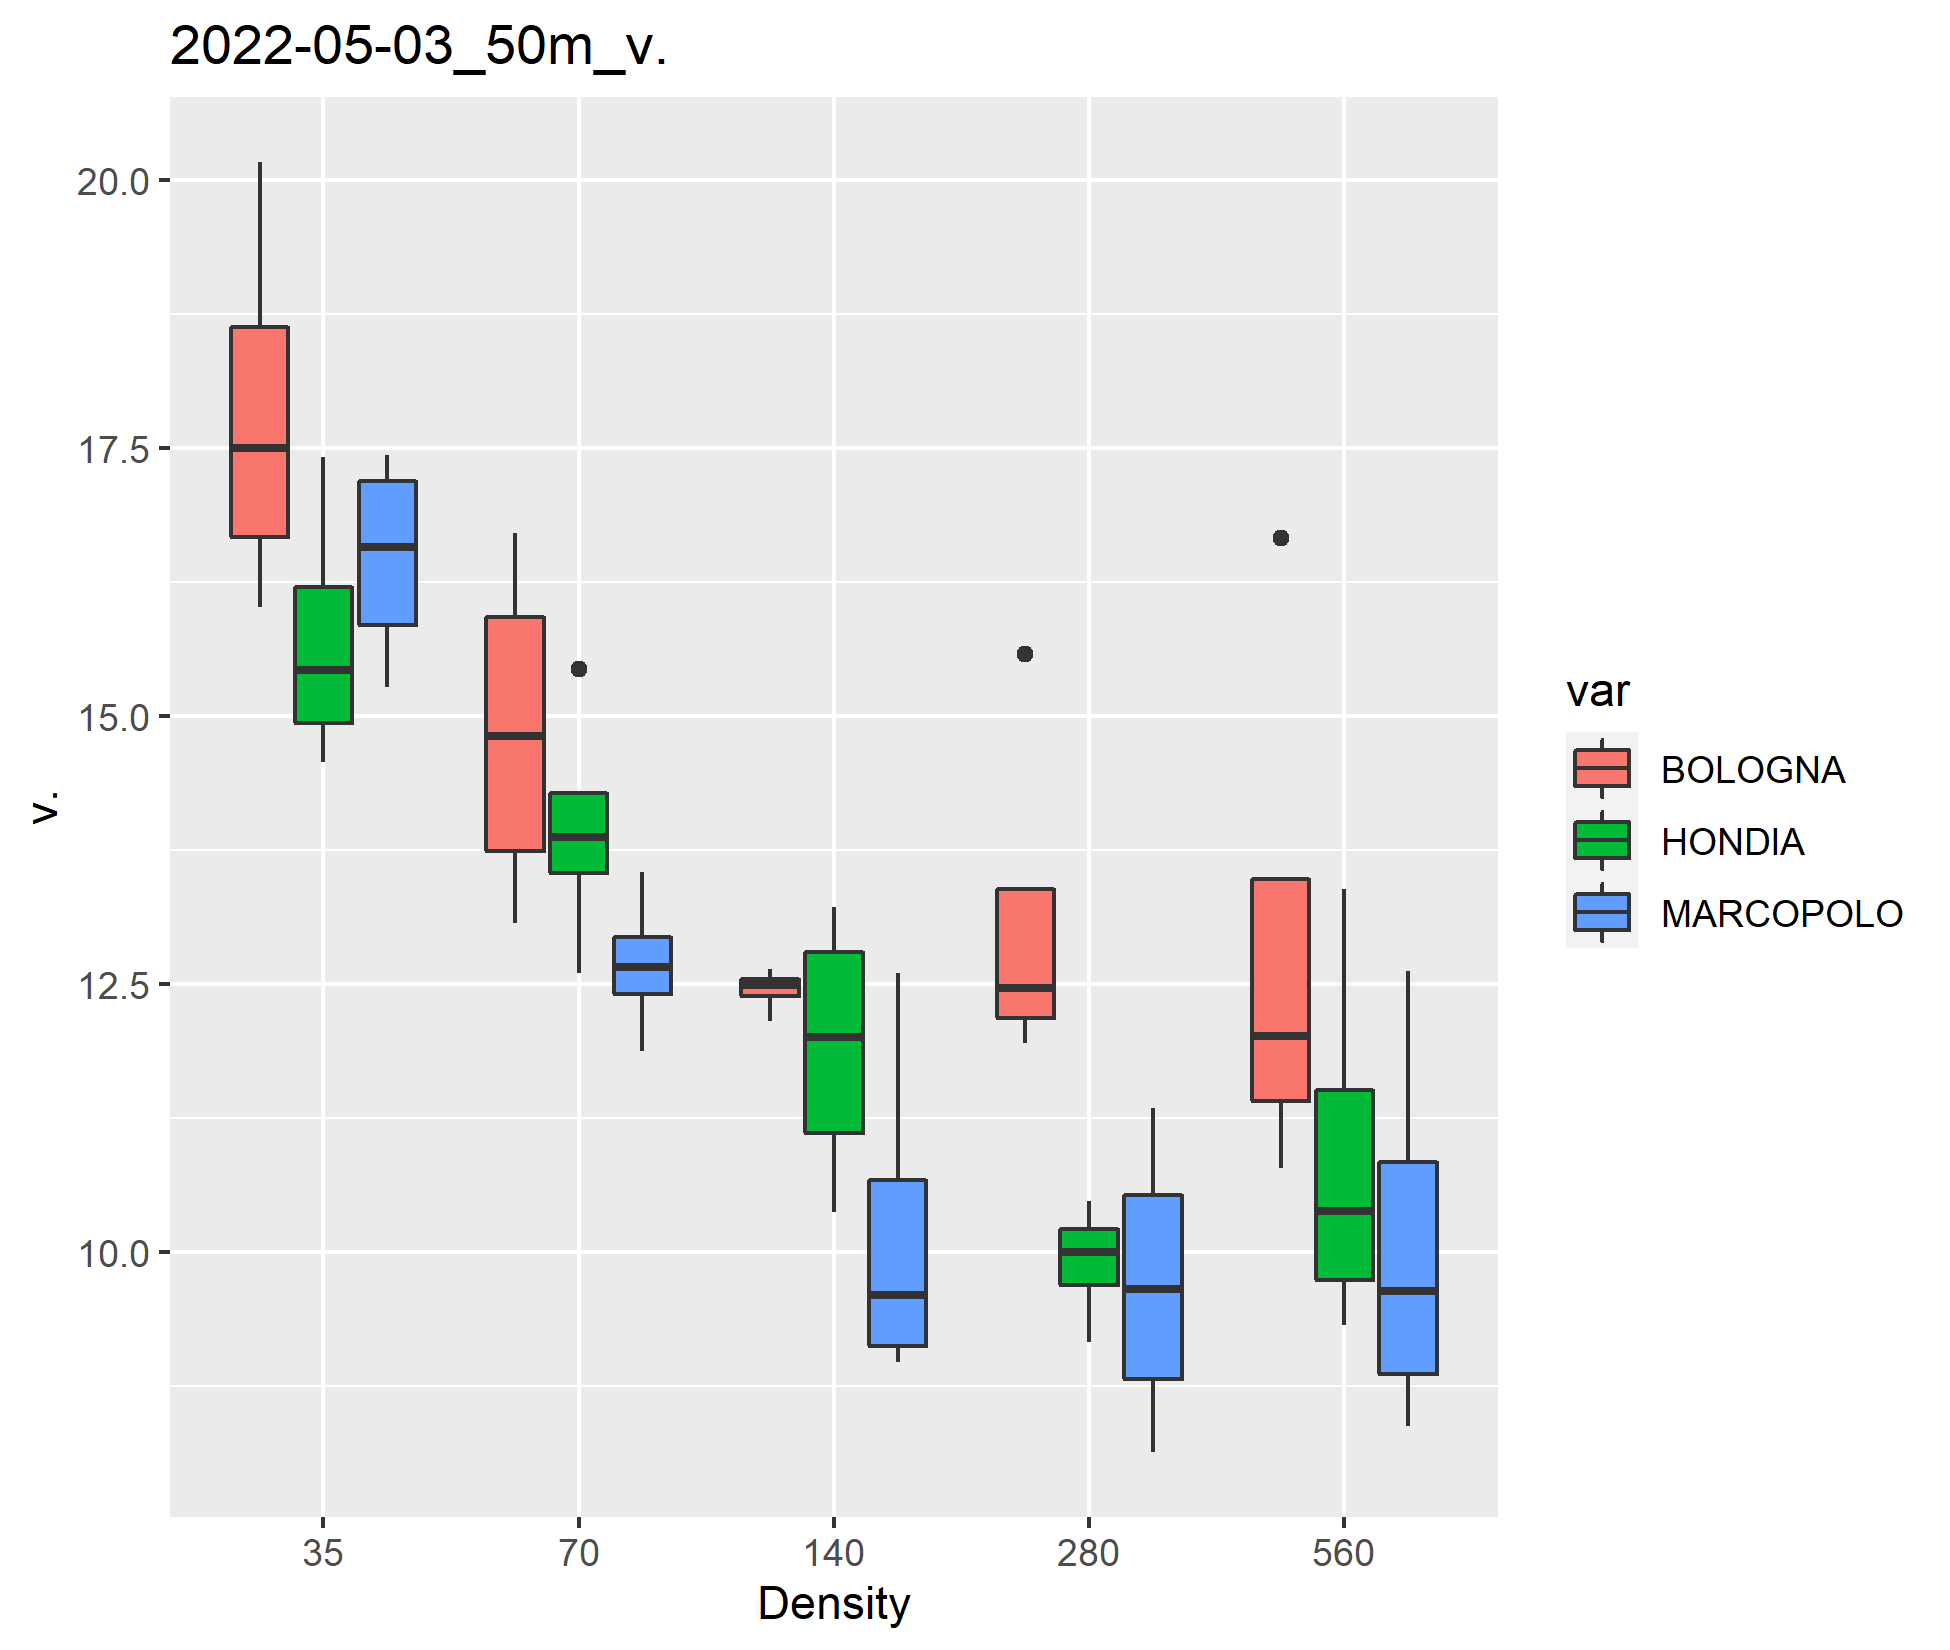 2022-05-03_50m_v.
20.0
17.5
15.0
12.5
10.0
v.
35 70 140 280 560
Density
var
BOLOGNA
HONDIA
MARCOPOLO